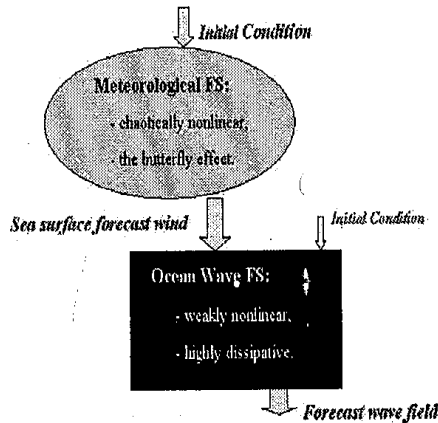 Initial Condition
Meteorological FS:
- chaotically nonlinear,
- the butterfly effect.
Sea surface forecast wind
Initial Condition
Ocean Wave FS:
- weakly nonlinear,
- highly dissipative.
Forecast wave field